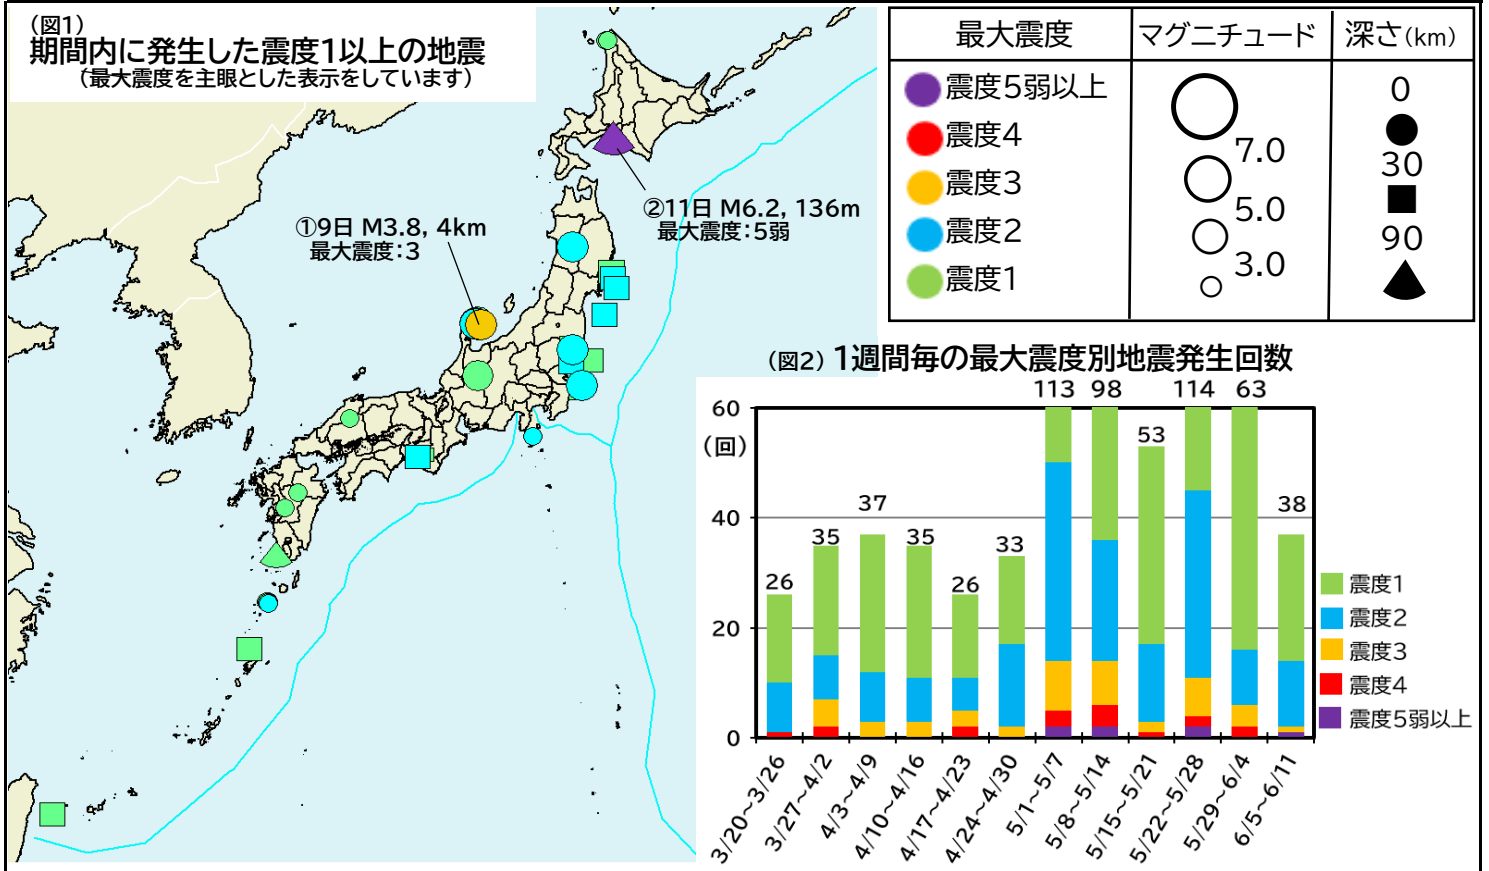 (図1)
期間内に発生した震度1以上の地震
(最大震度を主眼とした表示をしています)
①9日 M3.8, 4km
最大震度:3
②11日 M6.2, 136m
最大震度:5弱
最大震度 マグニチュード 深さ(km)
震度5弱以上
震度4
震度3
震度2
震度1
7.0
5.0
3.0
0
30
90
(図2) 1週間毎の最大震度別地震発生回数
60
(回)
40
20
0
26
35
37
35
26
33
113
98
53
114
63
38
3/20~3/26
3/27~4/2
4/3~4/9
4/10~4/16
4/17~4/23
4/24~4/30
5/1~5/7
5/8~5/14
5/15~5/21
5/22~5/28
5/29~6/4
6/5~6/11
震度1
震度2
震度3
震度4
震度5弱以上